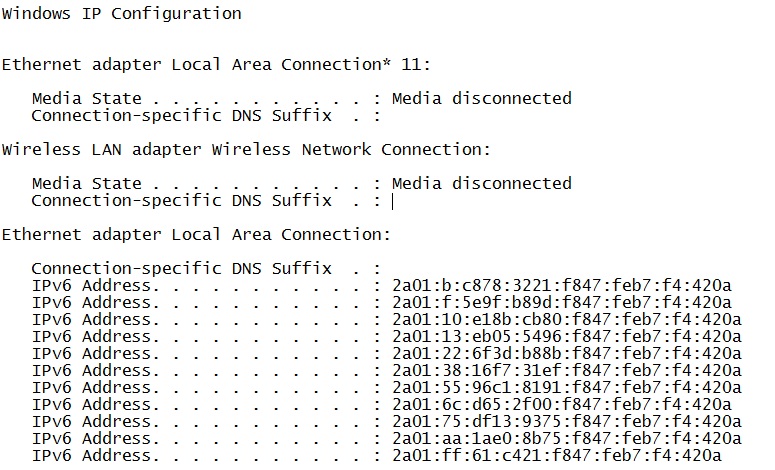 Windows IP Configuration
Ethernet adapter Local Area Connection* 11:
Media State . . . . . . . . . . . : Media disconnected
Connection-specific DNS Suffix . :
Wireless LAN adapter Wireless Network Connection:
Media State . . . . . . . . . . . : Media disconnected
Connection-specific DNS Suffix . :
Ethernet adapter Local Area Connection:
Connection-specific DNS Suffix . :
IPv6 Address. . . . . . . . . . . : 2a01:b:c878:3221:f847:feb7:f4:420a
IPv6 Address. . . . . . . . . . . : 2a01:f:5e9f:b89d:f847:feb7:f4:420a
IPv6 Address. . . . . . . . . . . : 2a01:10:e18b:cb80:f847:feb7:f4:420a
IPv6 Address. . . . . . . . . . . : 2a01:13:eb05:5496:f847:feb7:f4:420a
IPv6 Address. . . . . . . . . . . : 2a01:22:6f3d:b88b:f847:feb7:f4:420a
IPv6 Address. . . . . . . . . . . : 2a01:38:16f7:31ef:f847:feb7:f4:420a
IPv6 Address. . . . . . . . . . . : 2a01:55:96c1:8191:f847:feb7:f4:420a
IPv6 Address. . . . . . . . . . . : 2a01:6c:d65:2f00:f847:feb7:f4:420a
IPv6 Address. . . . . . . . . . . : 2a01:75:df13:9375:f847:feb7:f4:420a
IPv6 Address. . . . . . . . . . . : 2a01:aa:1ae0:8b75:f847:feb7:f4:420a
IPv6 Address. . . . . . . . . . . : 2a01:ff:61:c421:f847:feb7:f4:420a